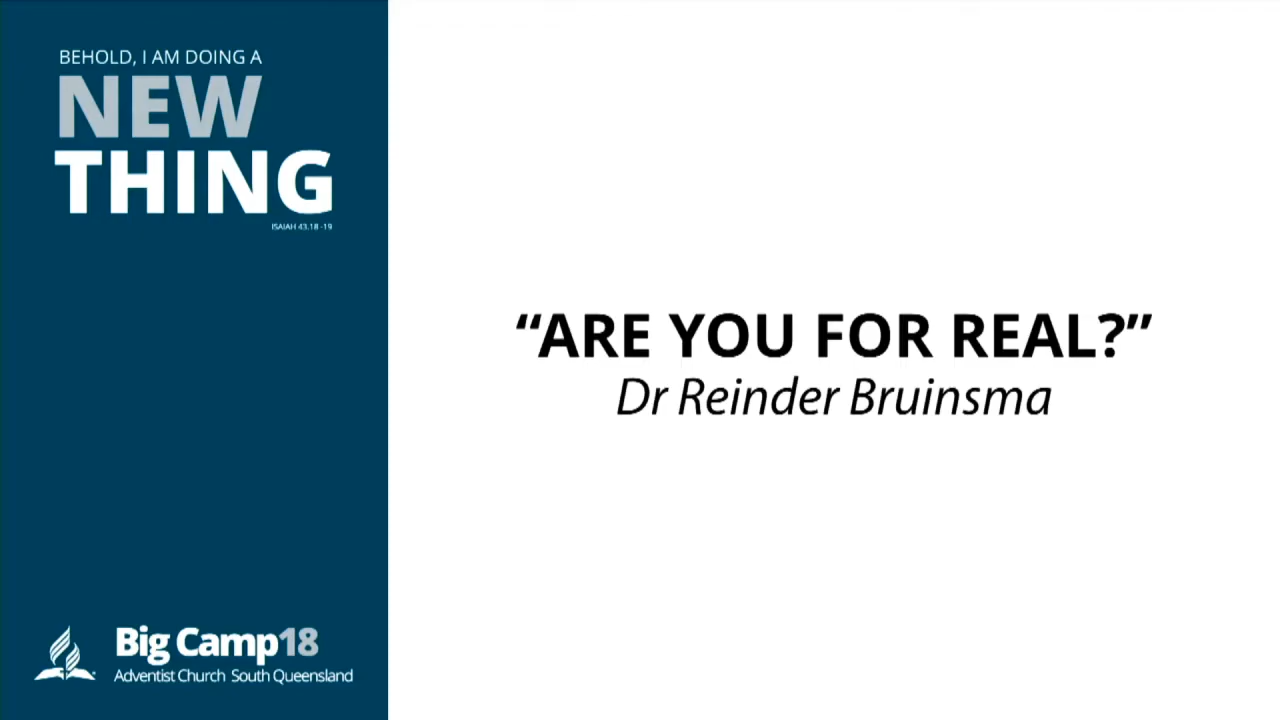 BEHOLD, I AM DOING A
NEW
THING
ISAIAH 43.18 -19
“ARE YOU FOR REAL?”
Dr Reinder Bruinsma
Big Camp18
Adventist Church South Queensland